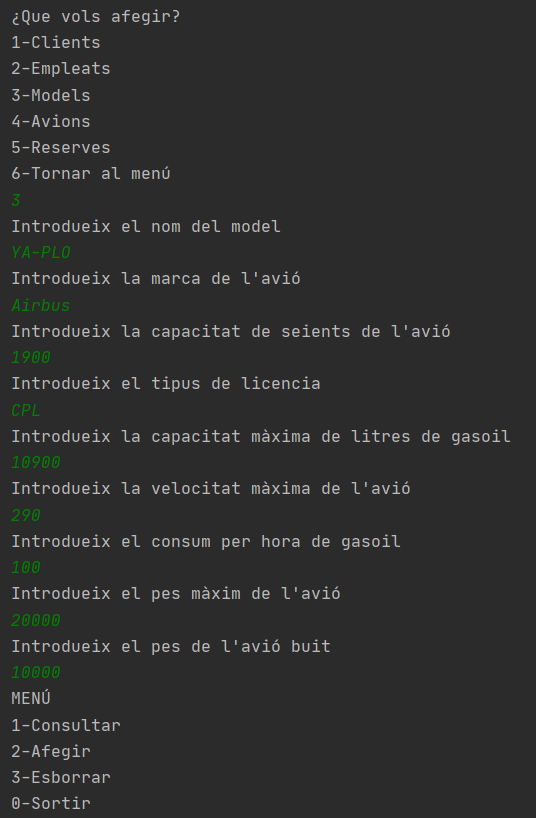 ¿Que vols afegir?
1-Clients
2-Empleats
3-Models
4-Avions
5-Reserves
6-Tornar al menú
3
Introdueix el nom del model
YA-PLO
Introdueix la marca de l'avió
Airbus
Introdueix la capacitat de seients de l'avió
1900
Introdueix el tipus de licencia
CPL
Introdueix la capacitat màxima de litres de gasoil
10900
Introdueix la velocitat màxima de l'avió
290
Introdueix el consum per hora de gasoil
100
Introdueix el pes màxim de l'avió
20000
Introdueix el pes de l'avió buit
10000
MENÚ
1-Consultar
2-Afegir
3-Esborrar
0-Sortir